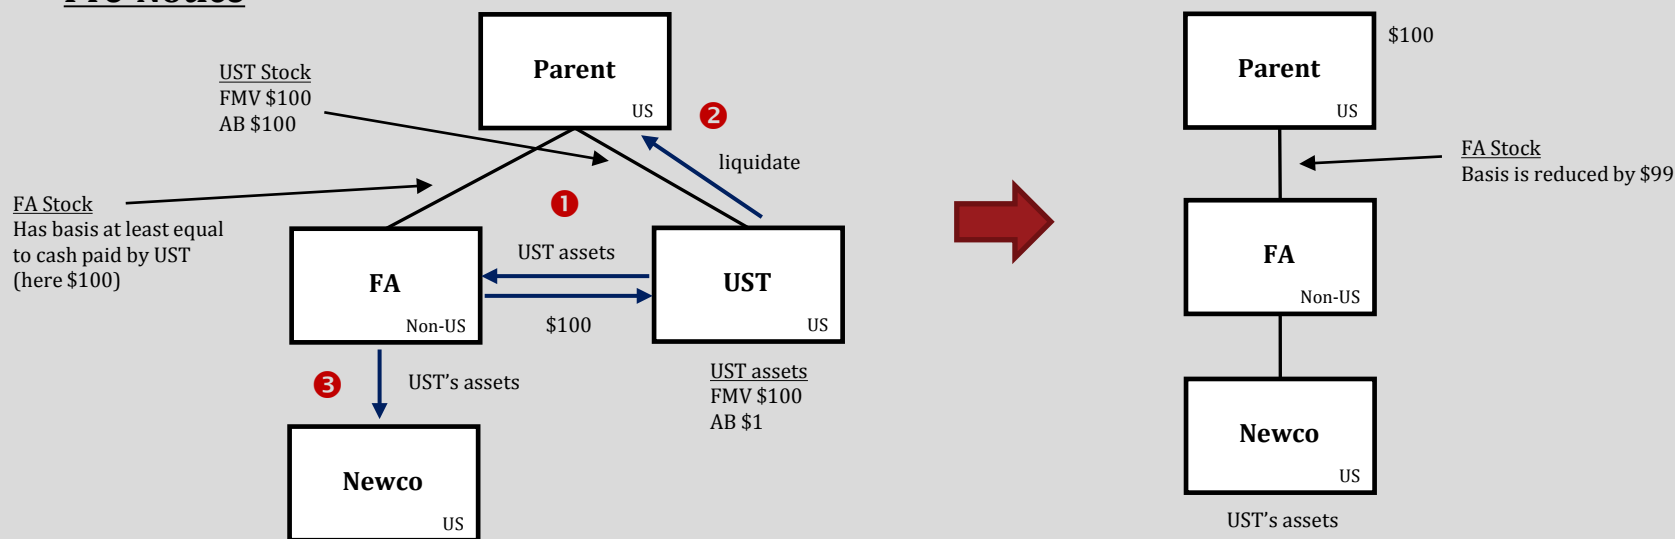 Parent
US
UST Stock
FMV $100
AB $100
❷
liquidate
FA Stock
Has basis at least equal
to cash paid by UST
(here $100)
❶
UST assets
FA
Non-US
$100
UST
US
❸
UST's assets
UST assets
FMV $100
AB $1
Newco
US
Parent
US
$100
FA Stock
Basis is reduced by $99
FA
Non-US
Newco
US
UST's assets